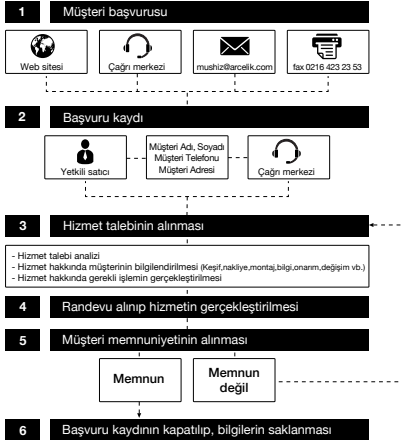 1 Müşteri başvurusu
Web sitesi
Çağrı merkezi
mushiz@arcelik.com
fax 0216 423 23 53
2 Başvuru kaydı
Yetkili satıcı
Müşteri Adı, Soyadı
Müşteri Telefonu
Müşteri Adresi
Çağrı merkezi
3 Hizmet talebinin alınması
- Hizmet talebi analizi
- Hizmet hakkında müşterinin bilgilendirilmesi (Keşif,nakliye,montaj,bilgi,onarım,değişim vb.)
- Hizmet hakkında gerekli işlemin gerçekleştirilmesi
4 Randevu alınıp hizmetin gerçekleştirilmesi
5 Müşteri memnuniyetinin alınması
Memnun
Memnun
değil
6 Başvuru kaydının kapatılıp, bilgilerin saklanması